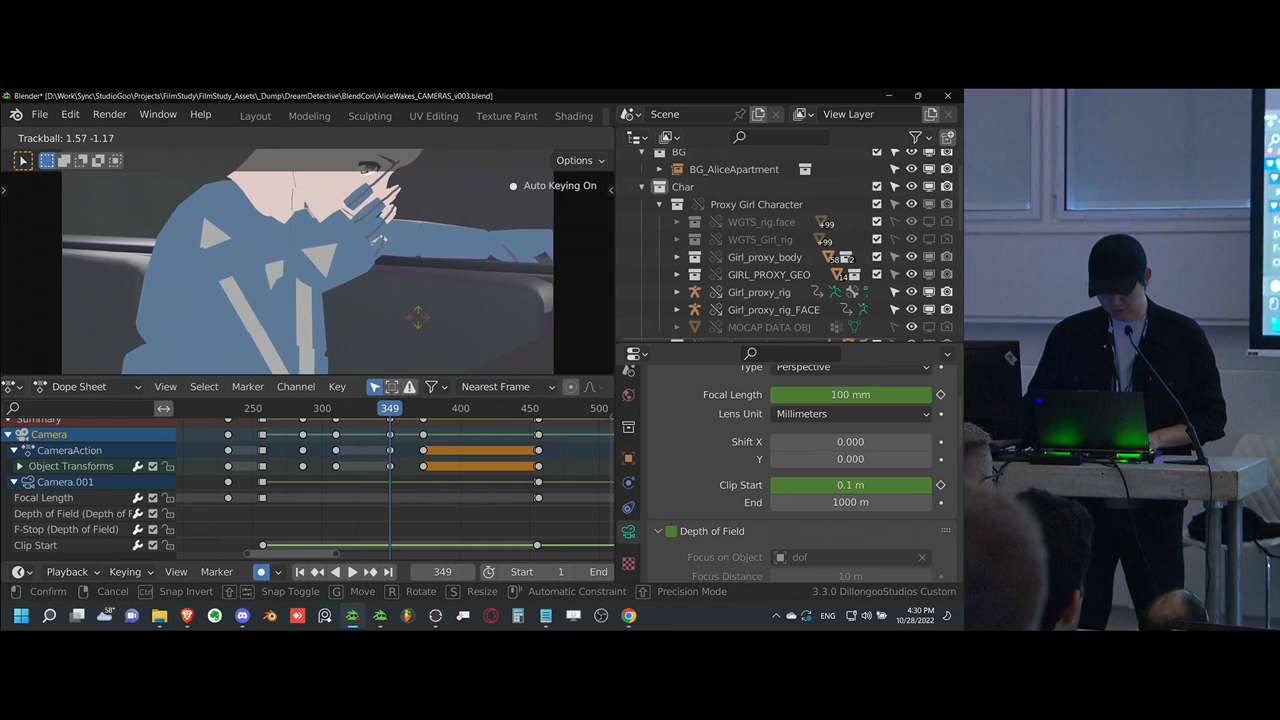 Blender* [D:\Work\Sync\StudioGoo\Projects\FilmStudy\FilmStudy_Assets\_Dump\DreamDetective\BlendCon\AliceWakes_CAMERAS_v003.blend]
File Edit Render Window Help Layout Modeling Sculpting UV Editing Texture Paint Shading Scene View Layer
Trackball: 1.57 -1.17
Options
Auto Keying On
BG
BG_AliceApartment
Char
Proxy Girl Character
WGTS_rig.face +99
WGTS_Girl_rig +99
Girl_proxy_body 58 2
GIRL_PROXY_GEO 14
Girl_proxy_rig
Girl_proxy_rig_FACE
MOCAP DATA OBJ
Type Perspective
Focal Length 100 mm
Lens Unit Millimeters
Shift X 0.000
Y 0.000
Clip Start 0.1 m
End 1000 m
Depth of Field
Focus on Object dof
Focus Distance 10 m
Dope Sheet View Select Marker Channel Key Nearest Frame
250 300 349 400 450 500
Summary
Camera
CameraAction
Object Transforms
Camera.001
Focal Length
Depth of Field (Depth of F
F-Stop (Depth of Field)
Clip Start
Playback Keying View Marker 349 Start 1 End
Confirm Cancel Ctrl Snap Invert Snap Toggle G Move R Rotate S Resize Automatic Constraint Precision Mode 3.3.0 DillongooStudios Custom
58° ENG 4:30 PM
10/28/2022